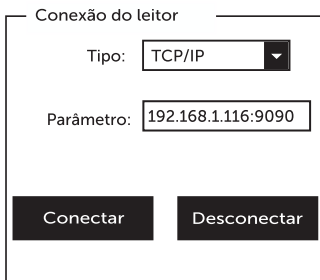 Conexão do leitor
Tipo: TCP/IP
Parâmetro: 192.168.1.116:9090
Conectar Desconectar